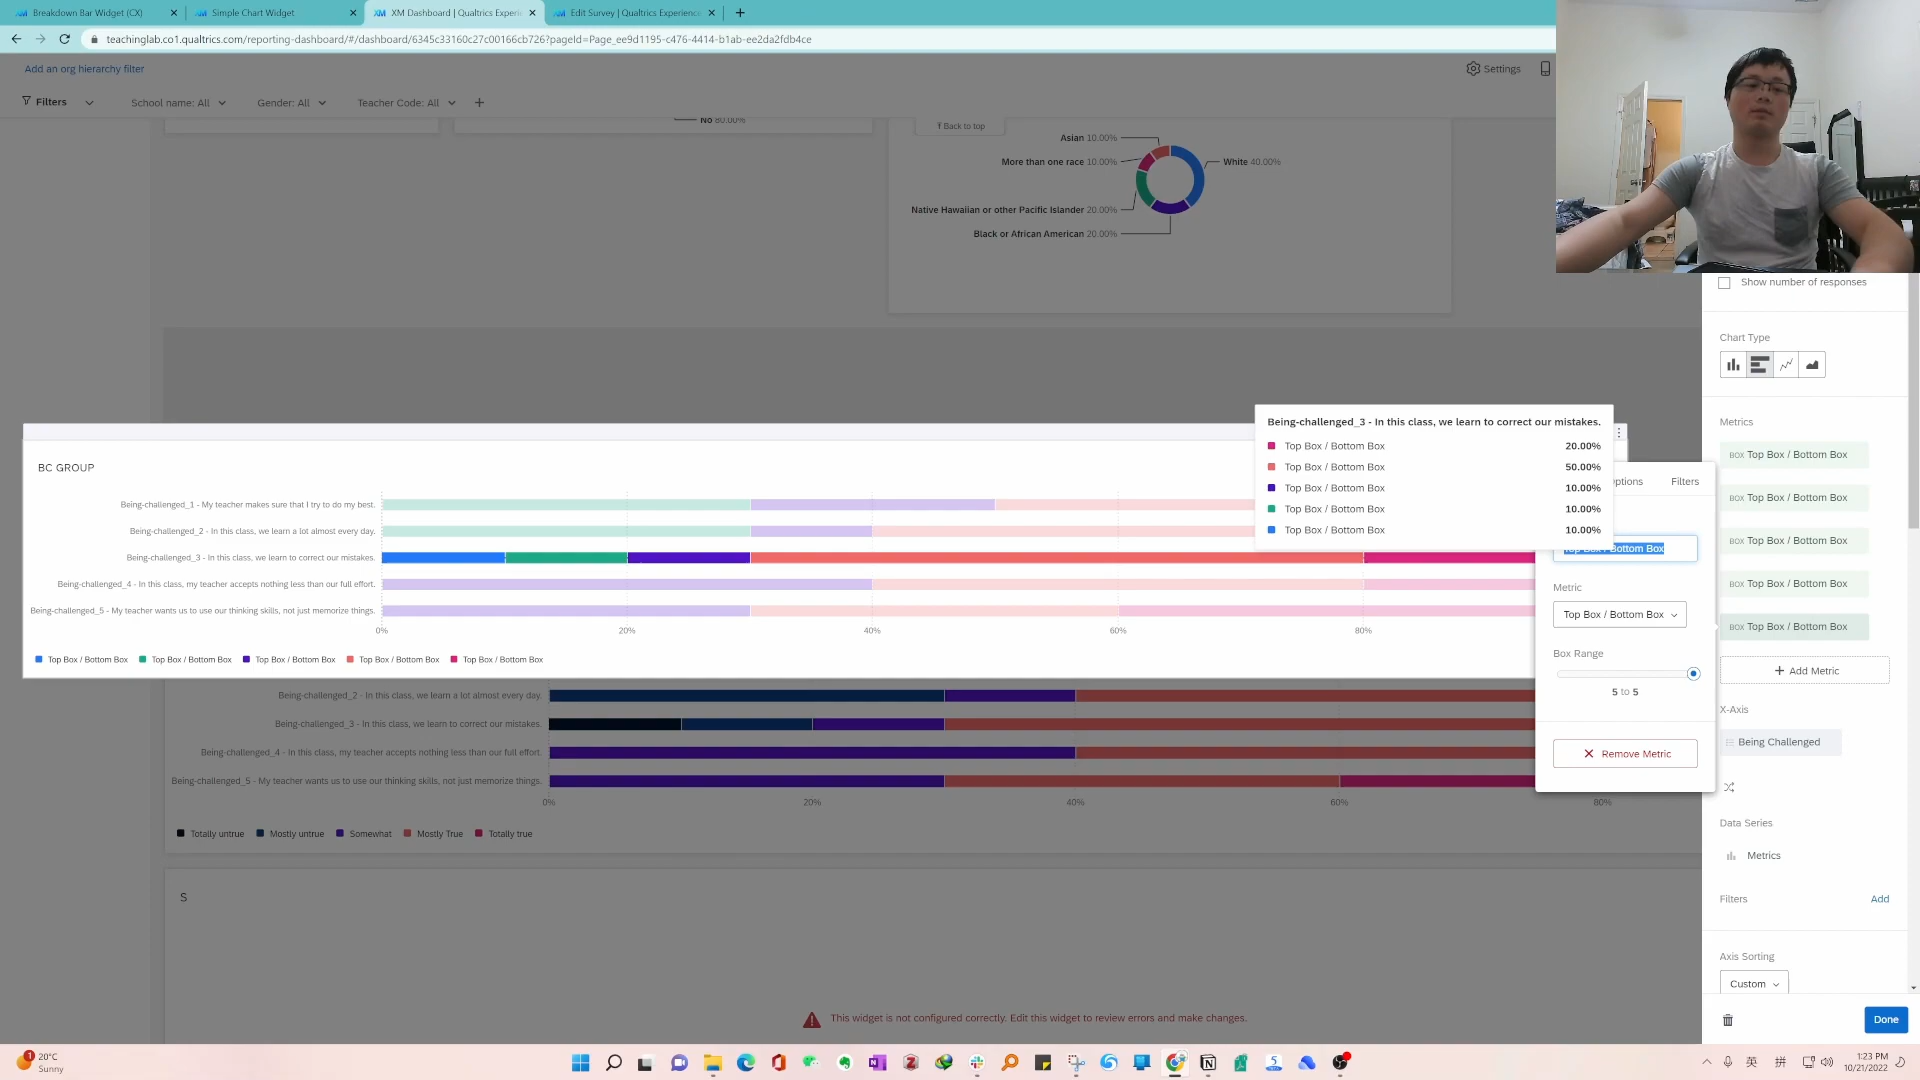 Breakdown Bar Widget (CX)
Simple Chart Widget
XM Dashboard | Qualtrics Experi
Edit Survey | Qualtrics Experience
teachinglab.co1.qualtrics.com/reporting-dashboard/#/dashboard/6345c33160c27c00166cb726?pageId=Page_ee9d1195-c476-4414-b1ab-ee2da2fdb4ce
Add an org hierarchy filter
Settings
Filters
School name: All
Gender: All
Teacher Code: All
No 80.00%
Back to top
Asian 10.00%
More than one race 10.00%
White 40.00%
Native Hawaiian or other Pacific Islander 20.00%
Black or African American 20.00%
Show number of responses
Chart Type
Metrics
BOX Top Box / Bottom Box
BOX Top Box / Bottom Box
BOX Top Box / Bottom Box
BOX Top Box / Bottom Box
BOX Top Box / Bottom Box
+ Add Metric
X-Axis
Being Challenged
Data Series
Metrics
Filters Add
Axis Sorting
Custom
Done
Being-challenged_3 - In this class, we learn to correct our mistakes.
Top Box / Bottom Box 20.00%
Top Box / Bottom Box 50.00%
Top Box / Bottom Box 10.00%
Top Box / Bottom Box 10.00%
Top Box / Bottom Box 10.00%
ptions
Filters
Top Box / Bottom Box
Metric
Top Box / Bottom Box
Box Range
5 to 5
Remove Metric
BC GROUP
Being-challenged_1 - My teacher makes sure that I try to do my best.
Being-challenged_2 - In this class, we learn a lot almost every day.
Being-challenged_3 - In this class, we learn to correct our mistakes.
Being-challenged_4 - In this class, my teacher accepts nothing less than our full effort.
Being-challenged_5 - My teacher wants us to use our thinking skills, not just memorize things.
0% 20% 40% 60% 80%
Top Box / Bottom Box Top Box / Bottom Box Top Box / Bottom Box Top Box / Bottom Box Top Box / Bottom Box
Being-challenged_2 - In this class, we learn a lot almost every day.
Being-challenged_3 - In this class, we learn to correct our mistakes.
Being-challenged_4 - In this class, my teacher accepts nothing less than our full effort.
Being-challenged_5 - My teacher wants us to use our thinking skills, not just memorize things.
0% 20% 40% 60% 80%
Totally untrue Mostly untrue Somewhat Mostly True Totally true
S
This widget is not configured correctly. Edit this widget to review errors and make changes.
1
20°C
Sunny
英
拼
1:23 PM
10/21/2022